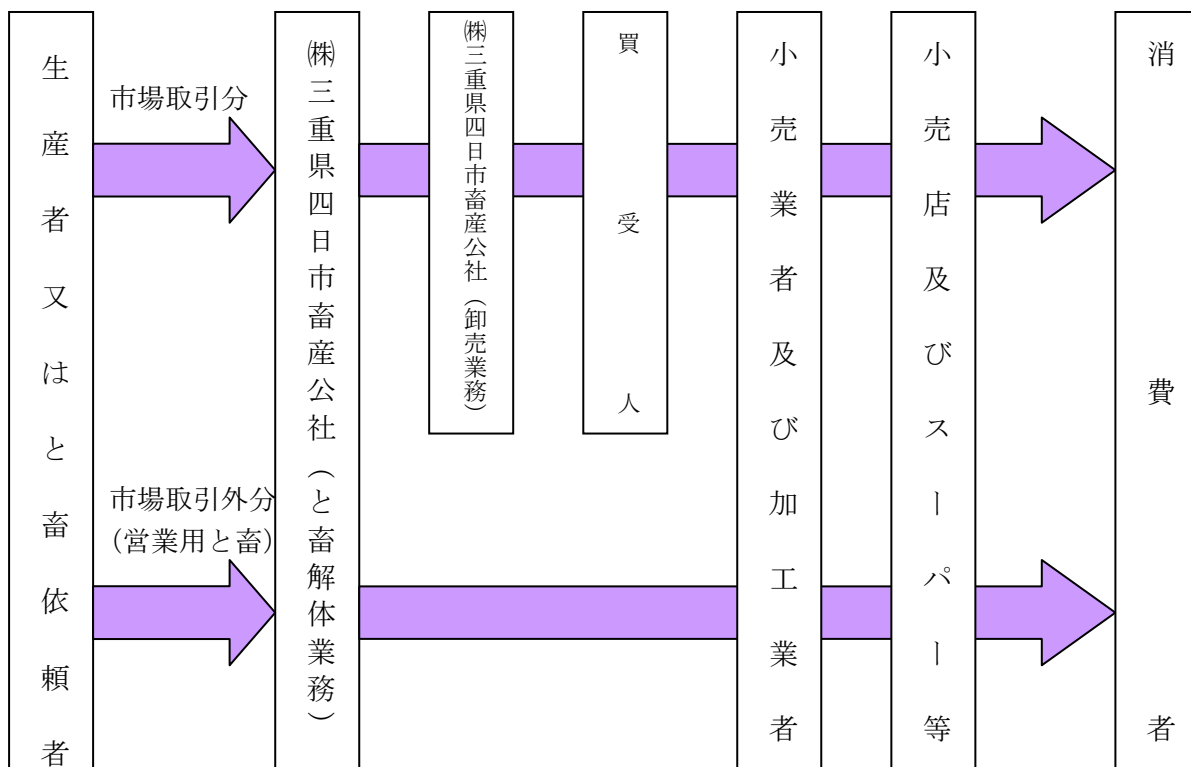 生産者又はと畜依頼者
市場取引分
市場取引外分
（営業用と畜）
㈱三重県四日市畜産公社（と畜解体業務）
㈱三重県四日市畜産公社（卸売業務）
買受人
小売業者及び加工業者
小売店及びスーパー等
消費者